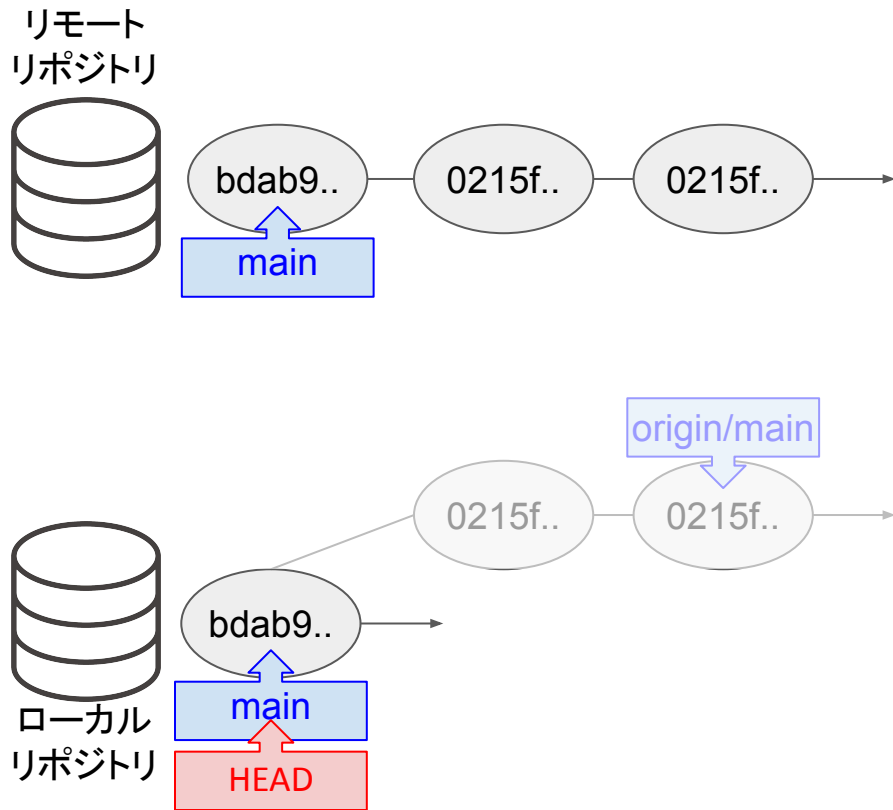 リモート
リポジトリ
bdab9..
0215f..
0215f..
main
origin/main
0215f..
0215f..
bdab9..
main
ローカル
リポジトリ
HEAD